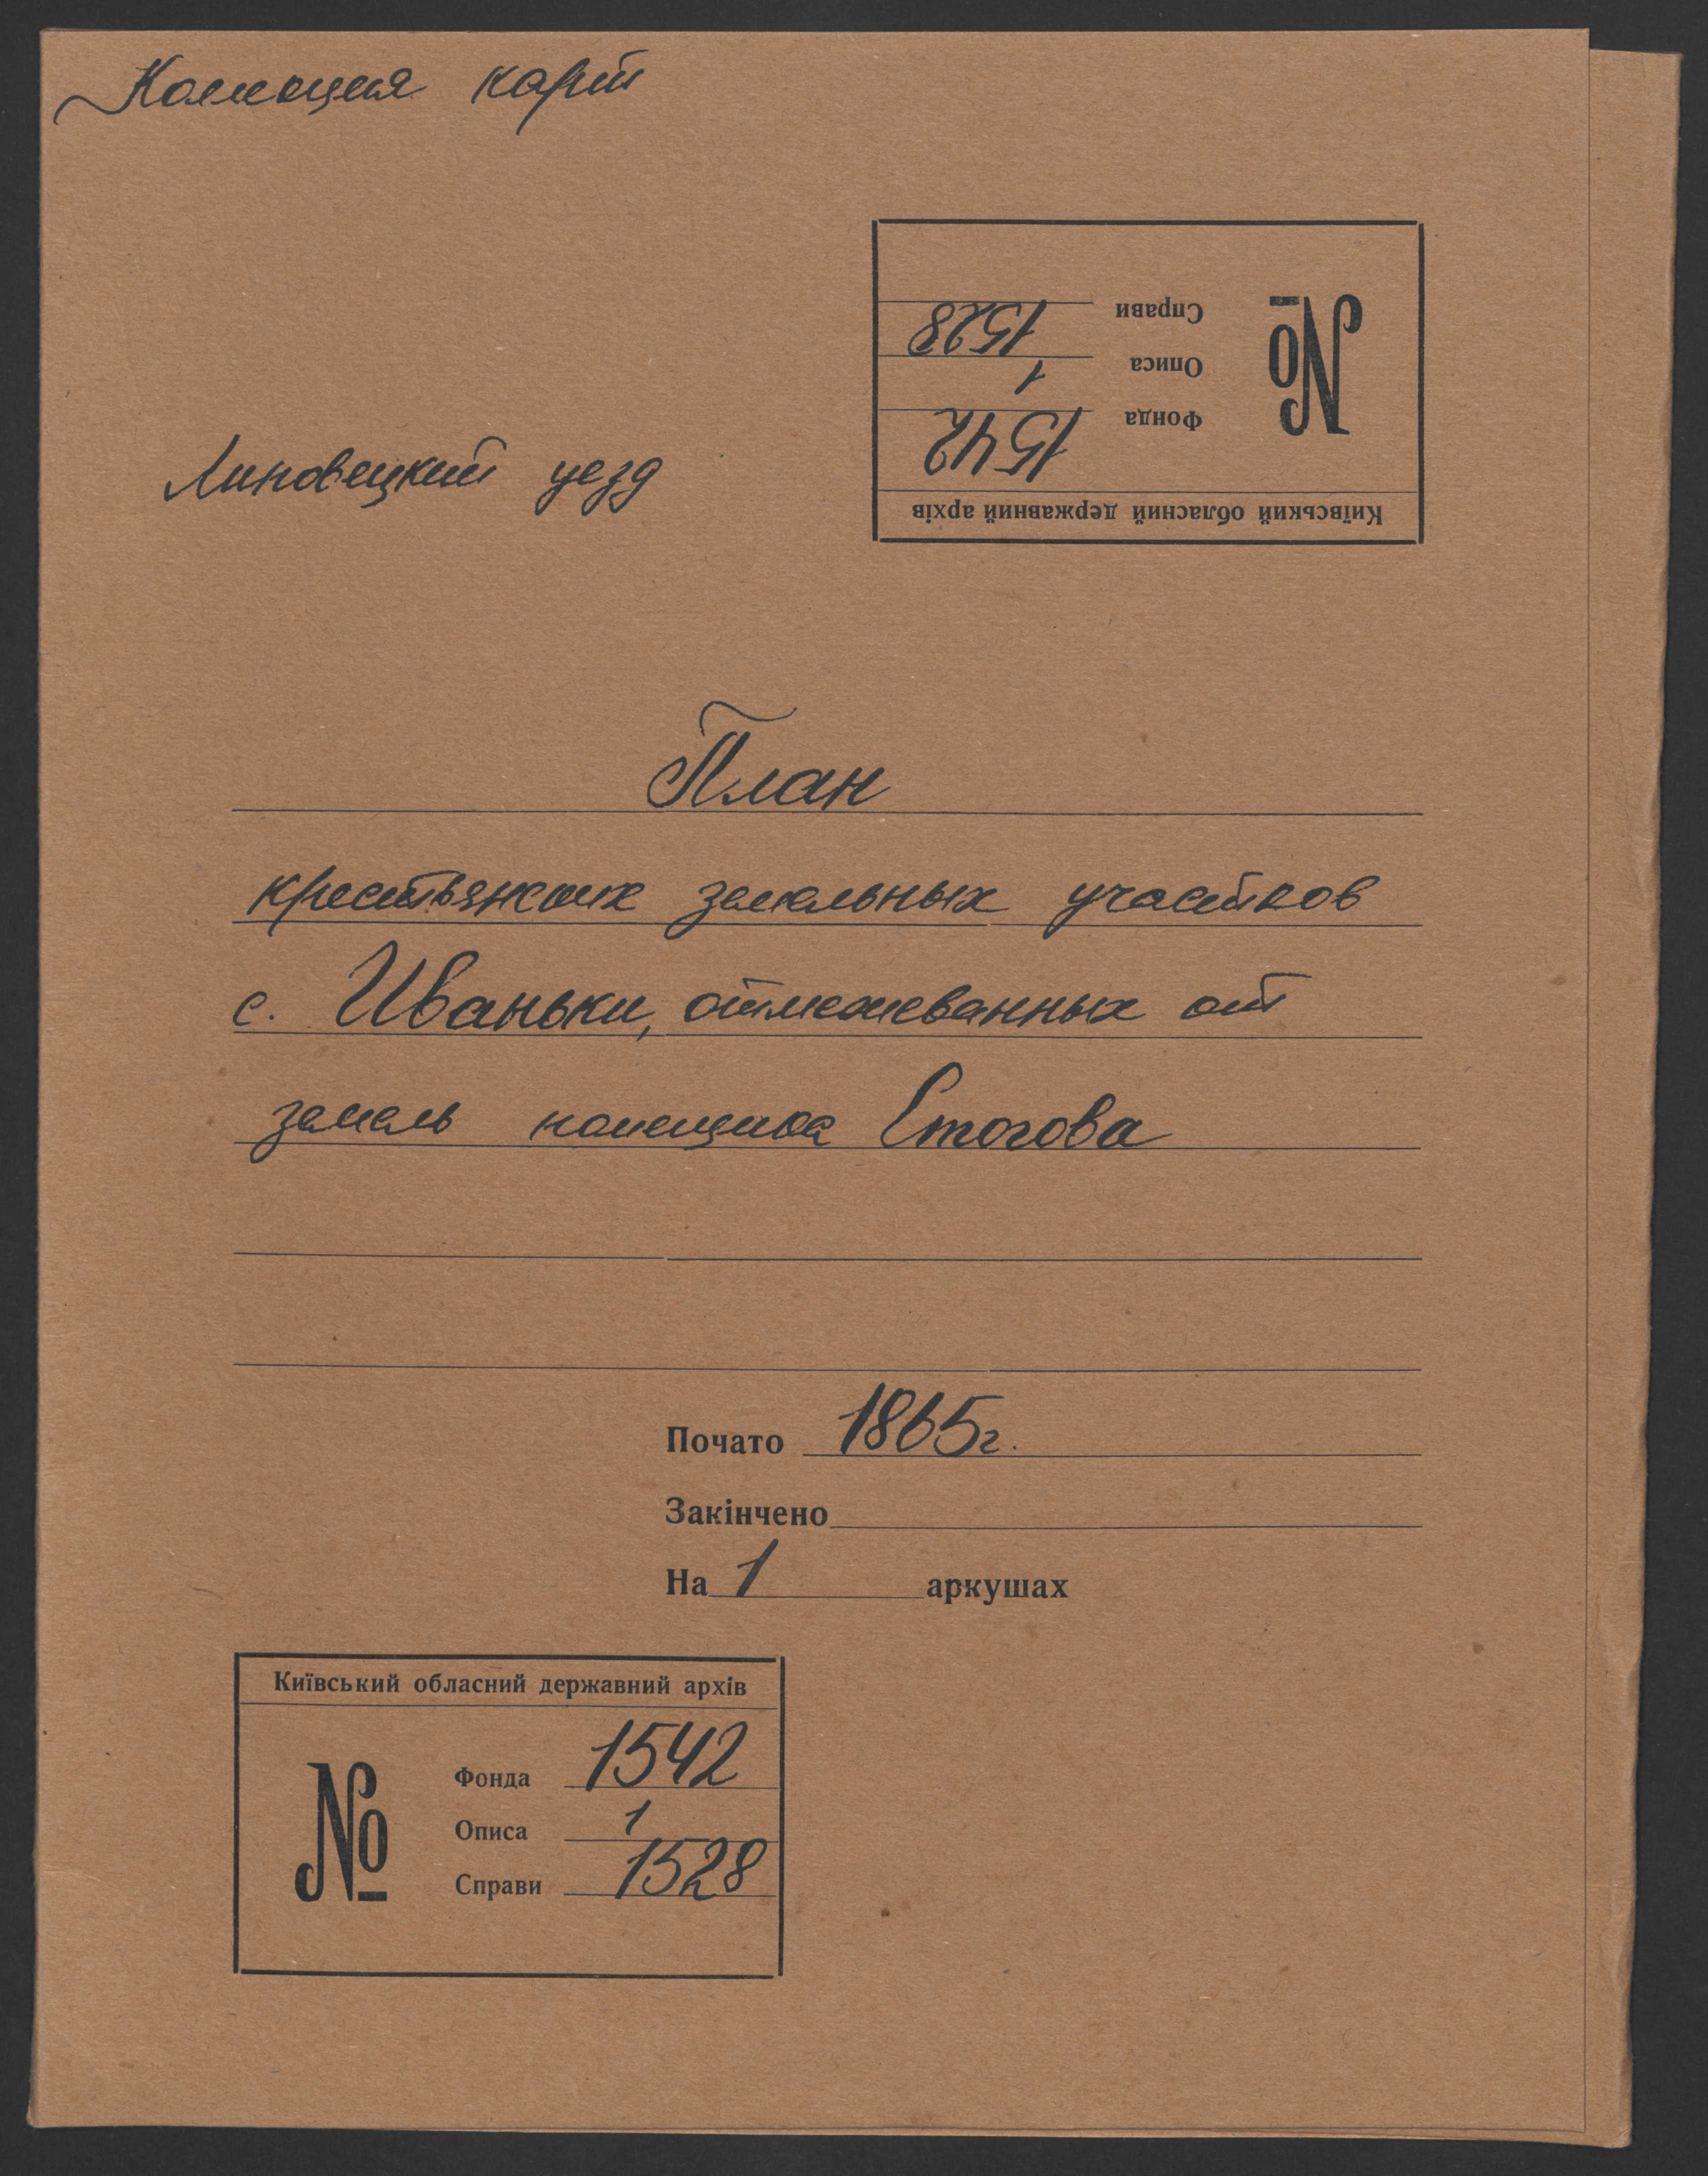 Коллекция карт
Справи 1528
Описа 1
Фонда 1542
№
Київський обласний державний архів
Липовецкий уезд
План
крестьянских земельных участков
с. Иваньки, отмежеванных от
земель помещика Стогова
Почато 1865г.
Закінчено
На 1 аркушах
Київський обласний державний архів
№
Фонда 1542
Описа 1
Справи 1528